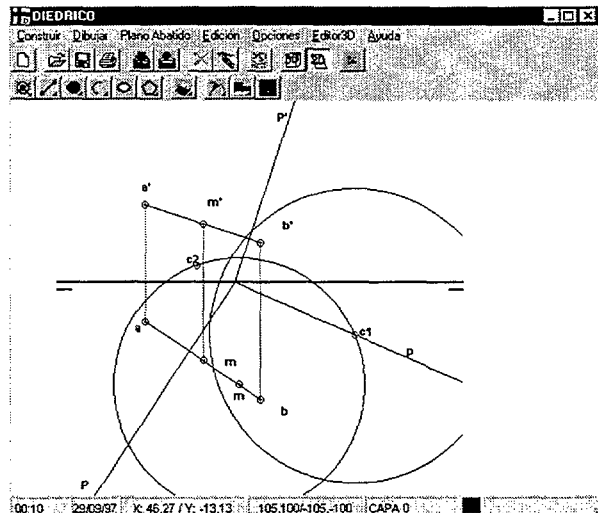 DIEDRICO
Construir Dibujar Plano Abatido Edición Opciones Editor3D Ayuda
P'
a'
m'
b'
c2
c1
a
m
p
m
b
P
00:10 29/09/97 X: 46,27 / Y: -13,13 105,100/-105,-100 CAPA 0